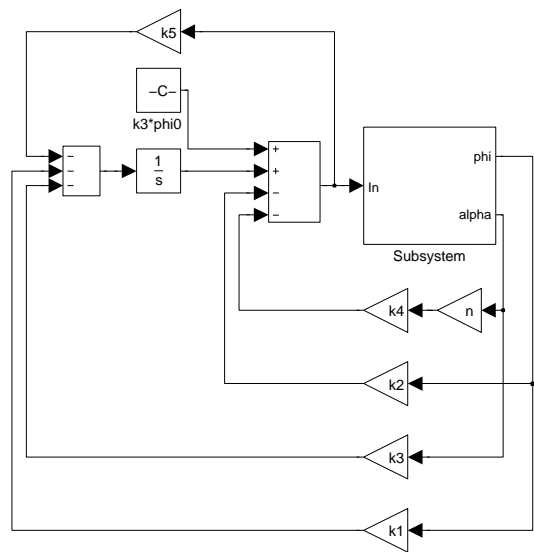 k5
−C−
k3*phi0
−
−
−
1
s
+
+
−
−
In
phi
alpha
Subsystem
k4
n
k2
k3
k1